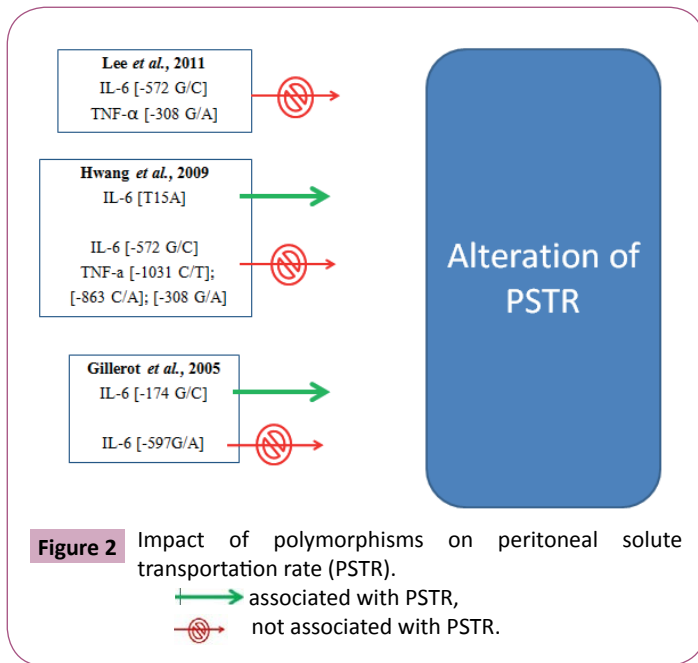 Lee et al., 2011
IL-6 [-572 G/C]
TNF-α [-308 G/A]
Hwang et al., 2009
IL-6 [T15A]
IL-6 [-572 G/C]
TNF-a [-1031 C/T];
[-863 C/A]; [-308 G/A]
Gillerot et al., 2005
IL-6 [-174 G/C]
IL-6 [-597G/A]
Alteration of
PSTR
Figure 2 Impact of polymorphisms on peritoneal solute
transportation rate (PSTR).
associated with PSTR,
not associated with PSTR.